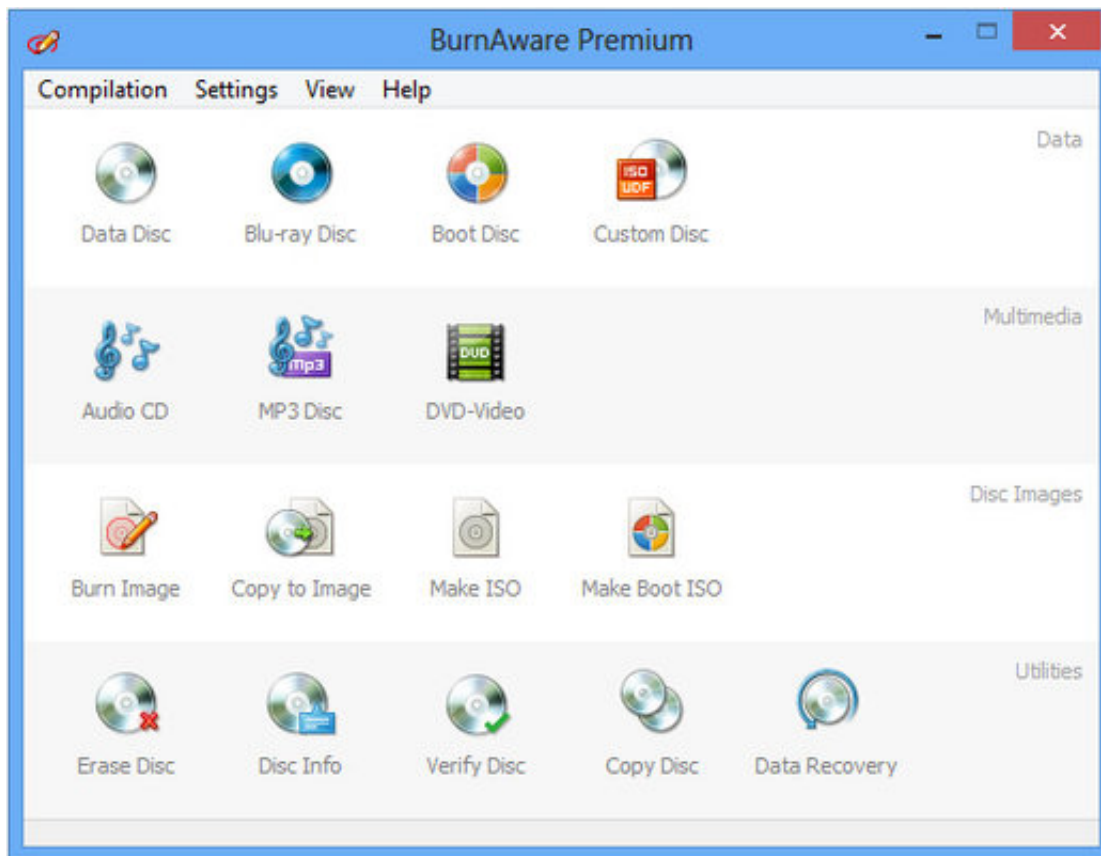 BurnAware Premium
Compilation Settings View Help
Data
ISO
UDF
Data Disc Blu-ray Disc Boot Disc Custom Disc
Multimedia
mp3
DVD
Audio CD MP3 Disc DVD-Video
Disc Images
Burn Image Copy to Image Make ISO Make Boot ISO
Utilities
Erase Disc Disc Info Verify Disc Copy Disc Data Recovery